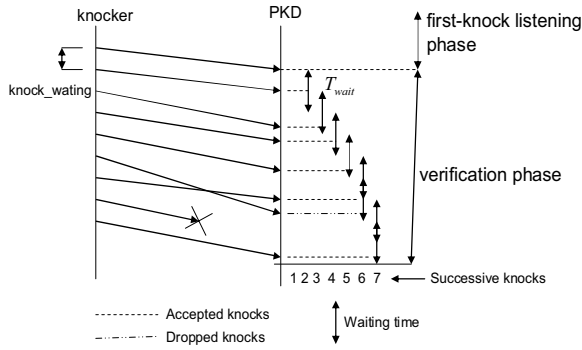 knocker
PKD
first-knock listening
phase
knock_wating
T_wait
verification phase
1 2 3 4 5 6 7
Successive knocks
Accepted knocks
Dropped knocks
Waiting time